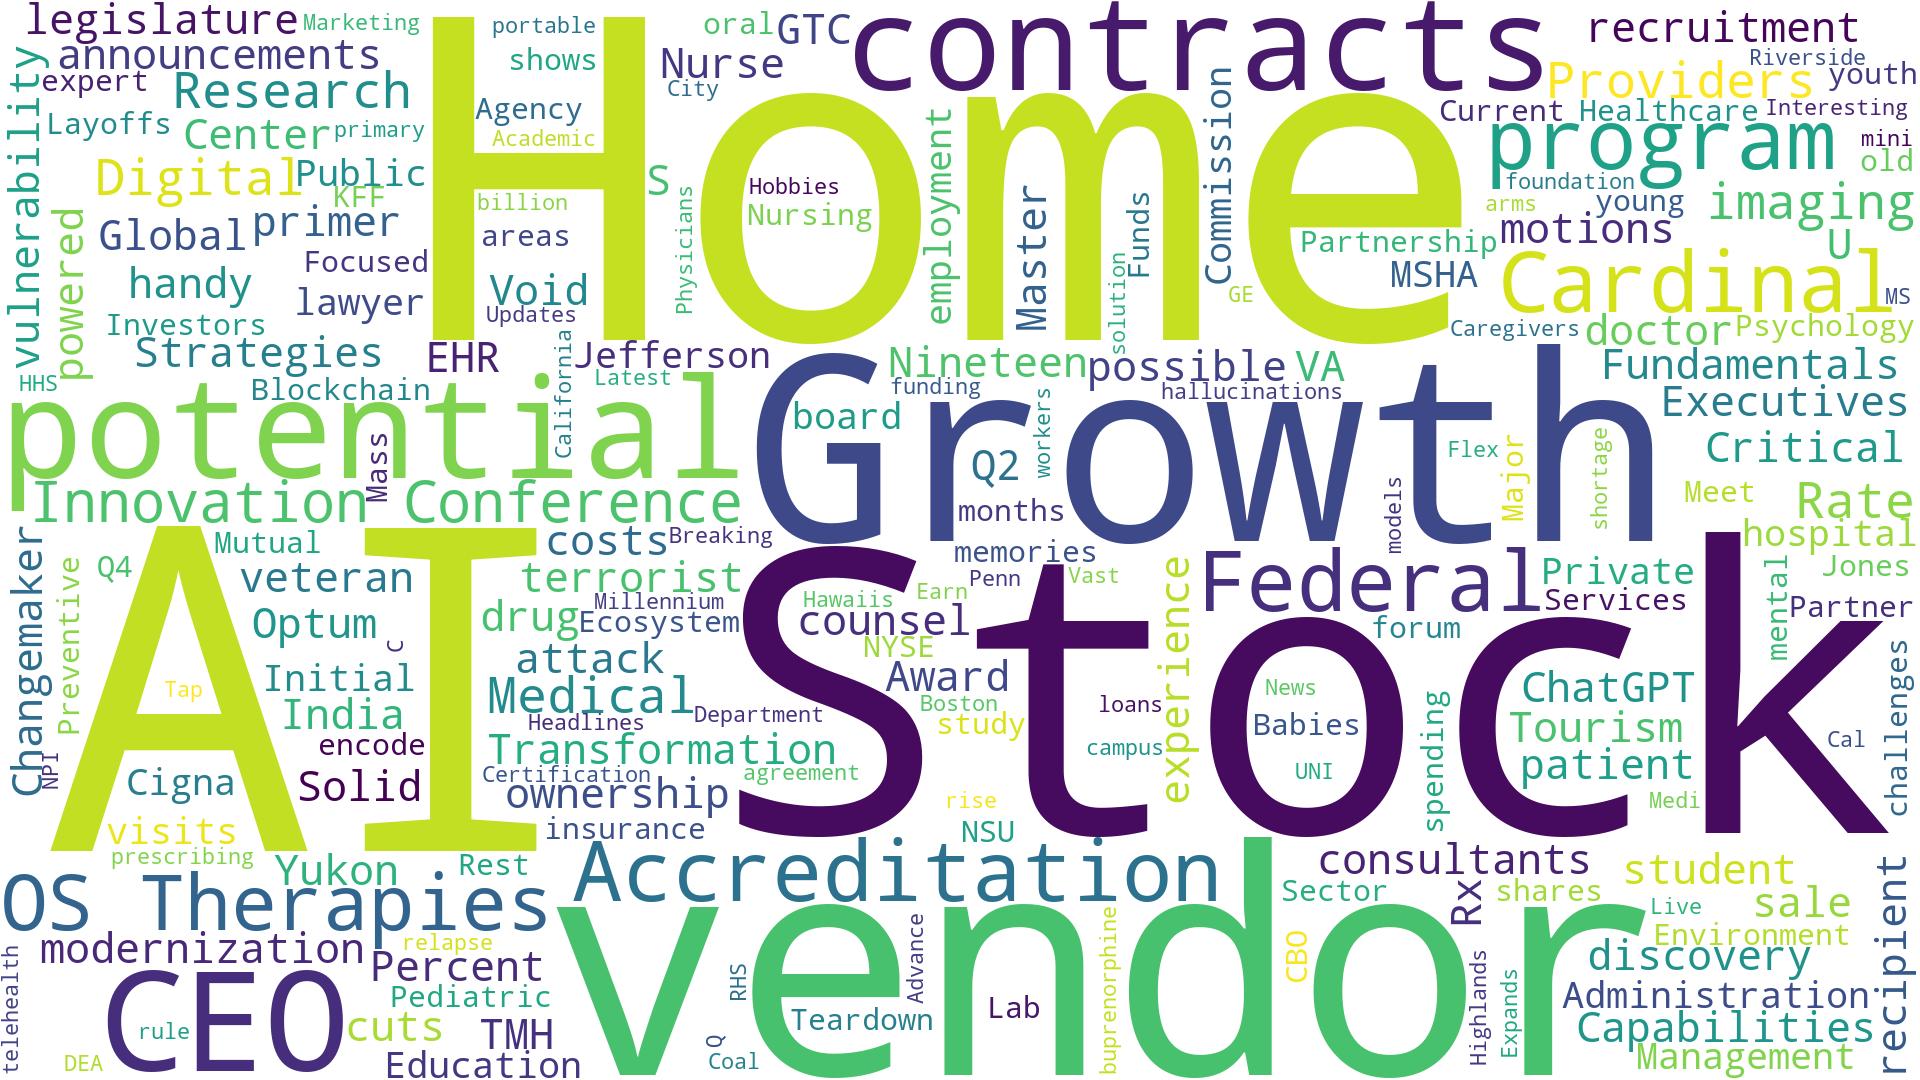 legislature
Marketing
portable
oral
GTC
contracts
recruitment
announcements
shows
Nurse
Riverside
expert
Research
City
Providers
youth
Home
Agency
Current
Healthcare
Interesting
Layoffs
Center
primary
Academic
employment
Commission
program
mini
old
vulnerability
Digital
Public
KFF
S
Hobbies
foundation
billion
Physicians
Nursing
Master
Funds
arms
young
imaging
powered
Global
primer
areas
Partnership
motions
U
Focused
MSHA
Cardinal
handy
lawyer
Void
solution
GE
MS
Investors
Updates
Caregivers
doctor
Psychology
Strategies
EHR
California
Jefferson
Nineteen
possible
VA
Fundamentals
HHS
Blockchain
Latest
funding
hallucinations
potential
Growth
board
workers
Executives
Mass
Q2
Flex
Major
shortage
Critical
Innovation Conference
months
models
Meet
Rate
Changemaker
Mutual
costs
Breaking
memories
hospital
Q4
Preventive
AI
veteran
terrorist
Penn
Vast
experience
Federal
Private
mental
Jones
Millennium
Hawaiis
Earn
Services
Partner
Optum
drug
Ecosystem
Stock
counsel
forum
C
attack
NYSE
challenges
Tap
Initial
Medical
Award
News
ChatGPT
India
Headlines
Department
Boston
loans
spending
study
Babies
Tourism
encode
Transformation
campus
Cal
NPI
Cigna
Solid
Certification
agreement
UNI
patient
ownership
rise
Medi
visits
insurance
NSU
prescribing
Yukon
Rest
Accreditation
consultants
student
recipient
OS Therapies
vendor
Sector
Rx
shares
sale
Live
modernization
relapse
Advance
buprenorphine
CBO
Environment
telehealth
CEO
Percent
RHS
Highlands
Expands
discovery
Pediatric
Lab
Administration
rule
cuts
TMH
Teardown
Capabilities
DEA
Education
Q
Coal
Management